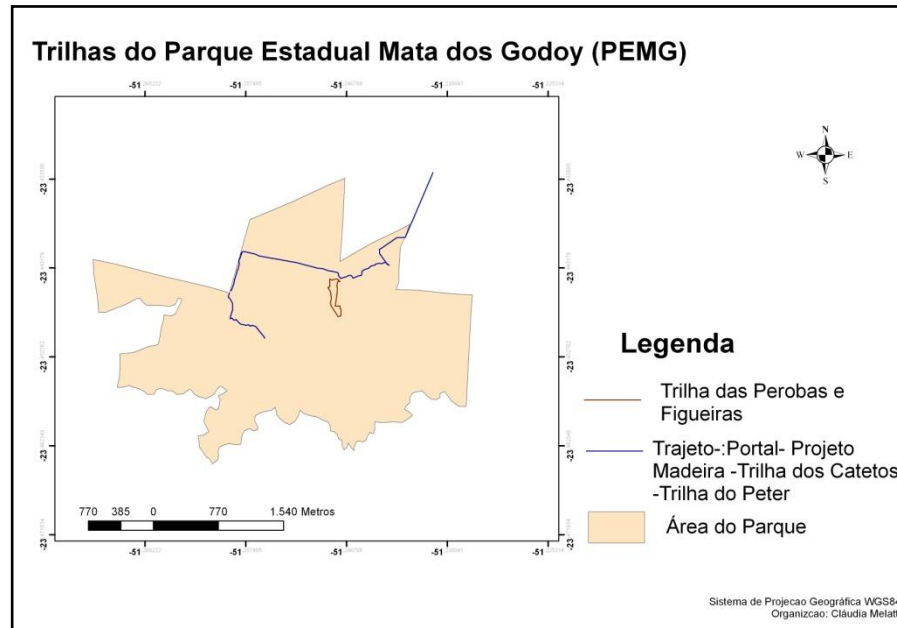 Trilhas do Parque Estadual Mata dos Godoy (PEMG)
-51 -51 -51 -51 -51
N
W E
S
-23 -23
-23 -23
-23 -23
-23 -23
-23 -23
770 385 0 770 1.540 Metros
-51 -51 -51 -51 -51
Legenda
Trilha das Perobas e
Figueiras
Trajeto-:Portal- Projeto
Madeira -Trilha dos Catetos
-Trilha do Peter
Área do Parque
Sistema de Projecao Geográfica WGS84
Organizcao: Cláudia Melatt